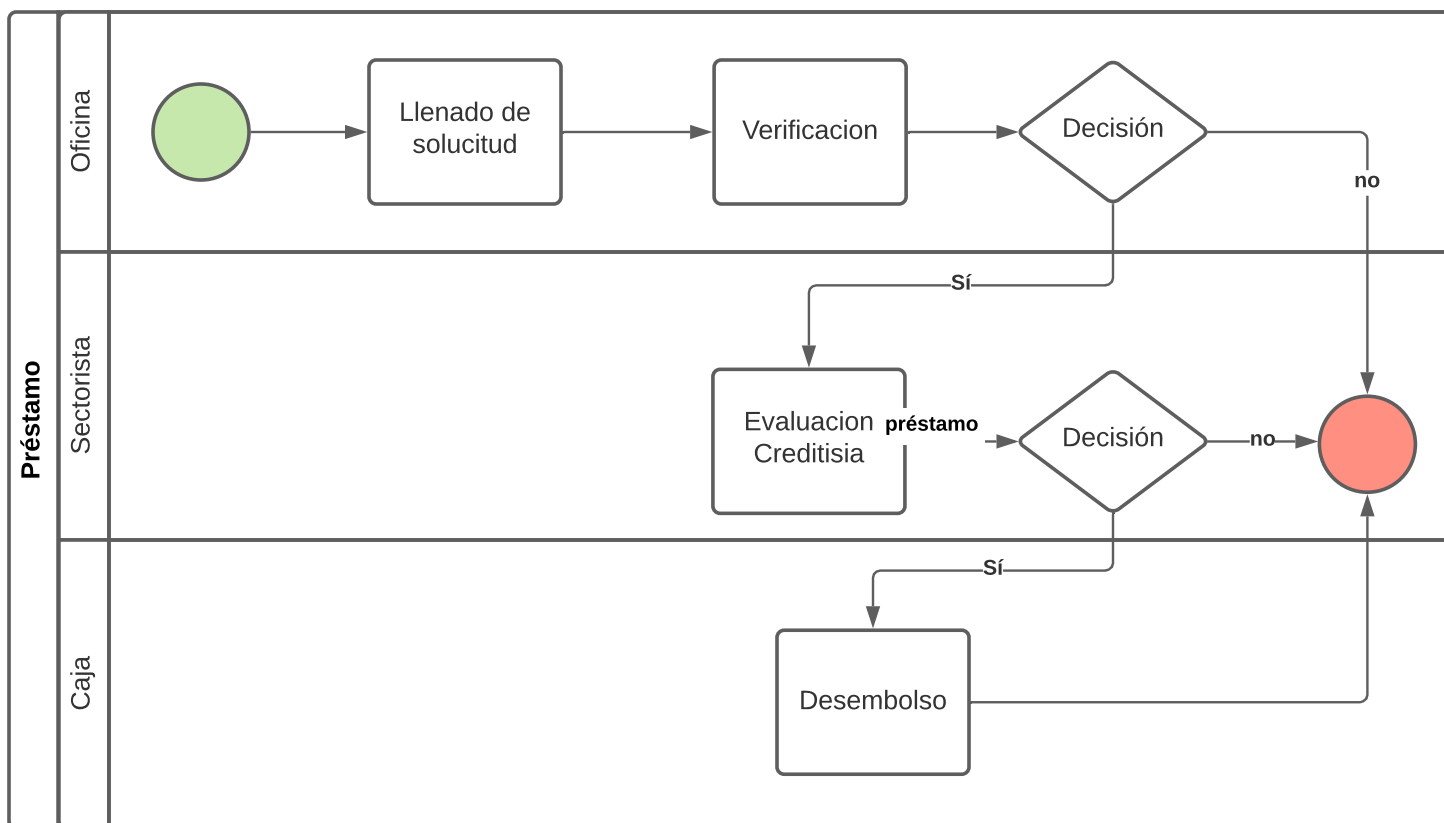 Préstamo
Oficina
Llenado de
solucitud
Verificacion
Decisión
no
Sectorista
Sí
Evaluacion
Creditisia
préstamo
Decisión
no
Caja
Sí
Desembolso